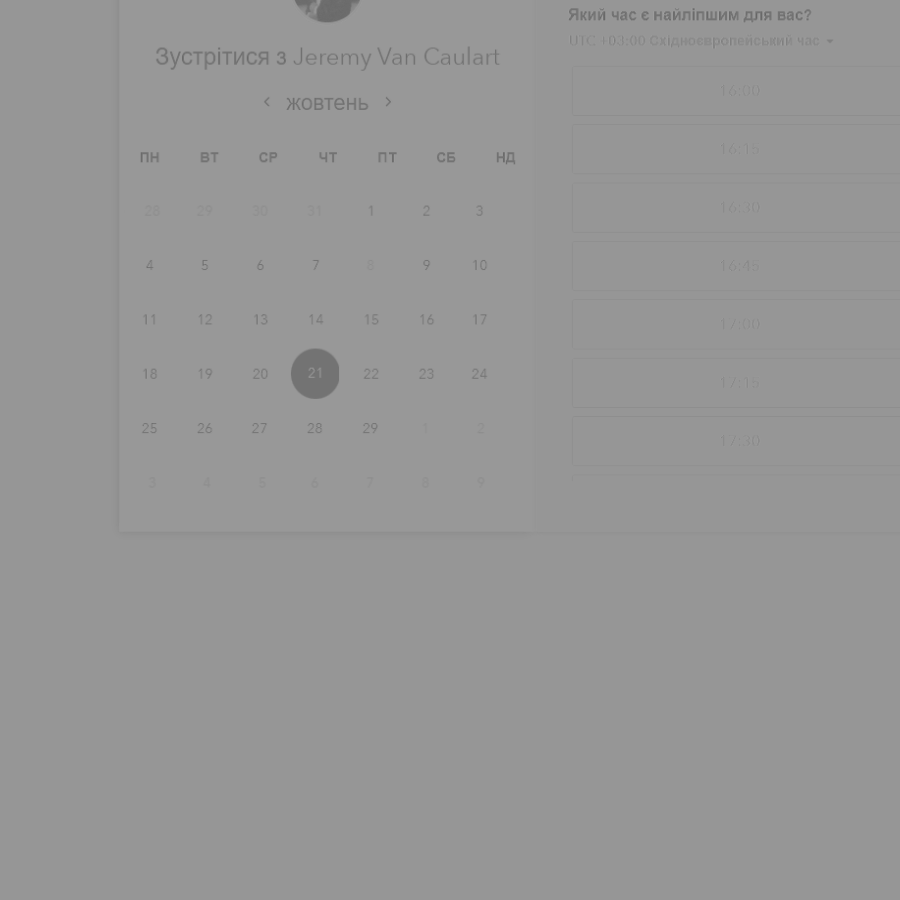 Зустрітися з Jeremy Van Caulart
жовтень
ПН ВТ СР ЧТ ПТ СБ НД
28 29 30 31 1 2 3
4 5 6 7 8 9 10
11 12 13 14 15 16 17
18 19 20 21 22 23 24
25 26 27 28 29 1 2
3 4 5 6 7 8 9
Який час є найліпшим для вас?
UTC +03:00 Східноєвропейський час
16:00
16:15
16:30
16:45
17:00
17:15
17:30